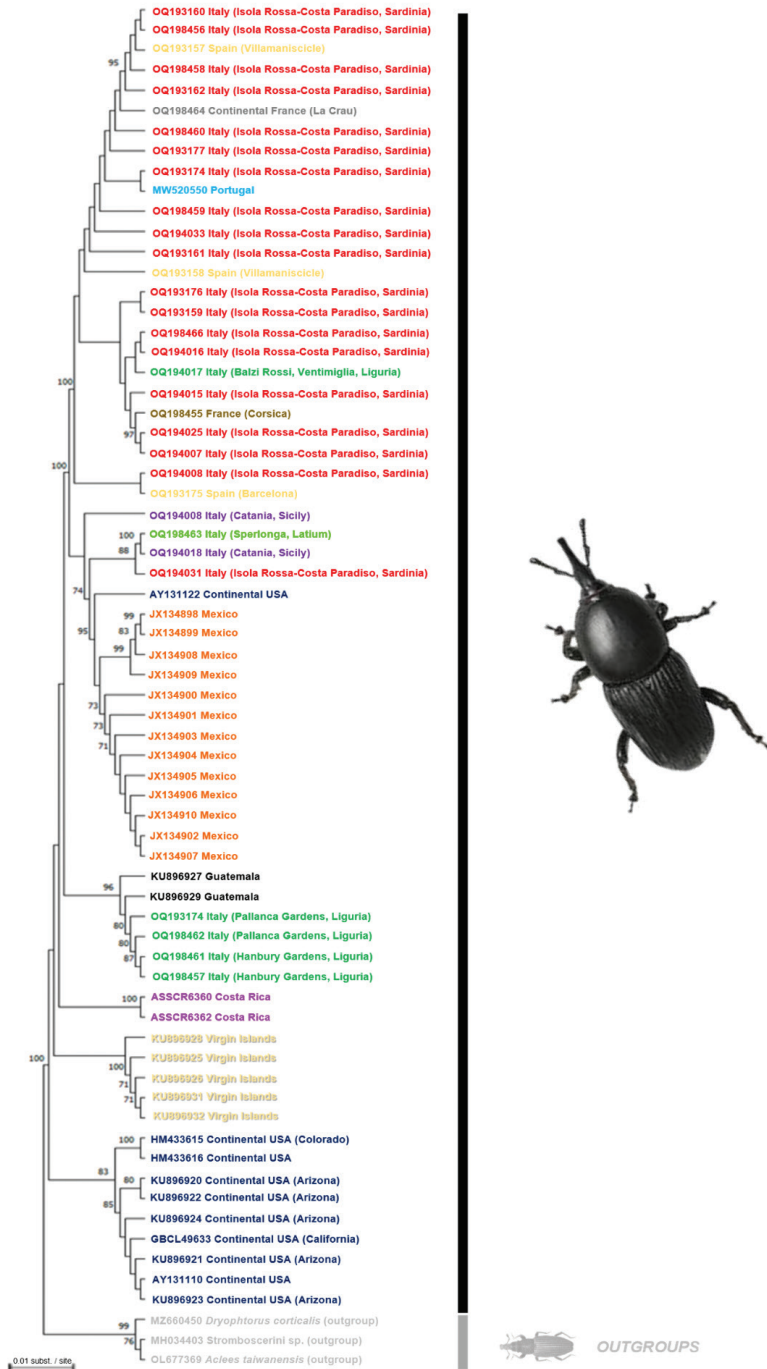 OQ193160 Italy (Isola Rossa-Costa Paradiso, Sardinia)
OQ198456 Italy (Isola Rossa-Costa Paradiso, Sardinia)
OQ193157 Spain (Villamaniscicle)
95
OQ198458 Italy (Isola Rossa-Costa Paradiso, Sardinia)
OQ193162 Italy (Isola Rossa-Costa Paradiso, Sardinia)
OQ198464 Continental France (La Crau)
OQ198460 Italy (Isola Rossa-Costa Paradiso, Sardinia)
OQ193177 Italy (Isola Rossa-Costa Paradiso, Sardinia)
OQ193174 Italy (Isola Rossa-Costa Paradiso, Sardinia)
MW520550 Portugal
OQ198459 Italy (Isola Rossa-Costa Paradiso, Sardinia)
OQ194033 Italy (Isola Rossa-Costa Paradiso, Sardinia)
OQ193161 Italy (Isola Rossa-Costa Paradiso, Sardinia)
OQ193158 Spain (Villamaniscicle)
OQ193176 Italy (Isola Rossa-Costa Paradiso, Sardinia)
OQ193159 Italy (Isola Rossa-Costa Paradiso, Sardinia)
OQ198466 Italy (Isola Rossa-Costa Paradiso, Sardinia)
OQ194016 Italy (Isola Rossa-Costa Paradiso, Sardinia)
OQ194017 Italy (Balzi Rossi, Ventimiglia, Liguria)
100
OQ194015 Italy (Isola Rossa-Costa Paradiso, Sardinia)
OQ198455 France (Corsica)
97
OQ194025 Italy (Isola Rossa-Costa Paradiso, Sardinia)
OQ194007 Italy (Isola Rossa-Costa Paradiso, Sardinia)
100
OQ194008 Italy (Isola Rossa-Costa Paradiso, Sardinia)
OQ193175 Spain (Barcelona)
OQ194008 Italy (Catania, Sicily)
100
OQ198463 Italy (Sperlonga, Latium)
88
OQ194018 Italy (Catania, Sicily)
OQ194031 Italy (Isola Rossa-Costa Paradiso, Sardinia)
74
AY131122 Continental USA
99
JX134898 Mexico
83
JX134899 Mexico
95
99
JX134908 Mexico
JX134909 Mexico
JX134900 Mexico
73
JX134901 Mexico
73
JX134903 Mexico
71
JX134904 Mexico
JX134905 Mexico
JX134906 Mexico
JX134910 Mexico
JX134902 Mexico
JX134907 Mexico
KU896927 Guatemala
96
KU896929 Guatemala
OQ193174 Italy (Pallanca Gardens, Liguria)
80
OQ198462 Italy (Pallanca Gardens, Liguria)
80
OQ198461 Italy (Hanbury Gardens, Liguria)
87
OQ198457 Italy (Hanbury Gardens, Liguria)
100
ASSCR6360 Costa Rica
ASSCR6362 Costa Rica
KU896928 Virgin Islands
100
KU896925 Virgin Islands
100
KU896926 Virgin Islands
71
KU896931 Virgin Islands
71
KU896932 Virgin Islands
100
HM433615 Continental USA (Colorado)
HM433616 Continental USA
83
80
KU896920 Continental USA (Arizona)
KU896922 Continental USA (Arizona)
85
KU896924 Continental USA (Arizona)
GBCL49633 Continental USA (California)
KU896921 Continental USA (Arizona)
AY131110 Continental USA
KU896923 Continental USA (Arizona)
99
MZ660450 Dryophtorus corticalis (outgroup)
76
MH034403 Stromboscerini sp. (outgroup)
OL677369 Aclees taiwanensis (outgroup)
OUTGROUPS
0.01 subst. / site